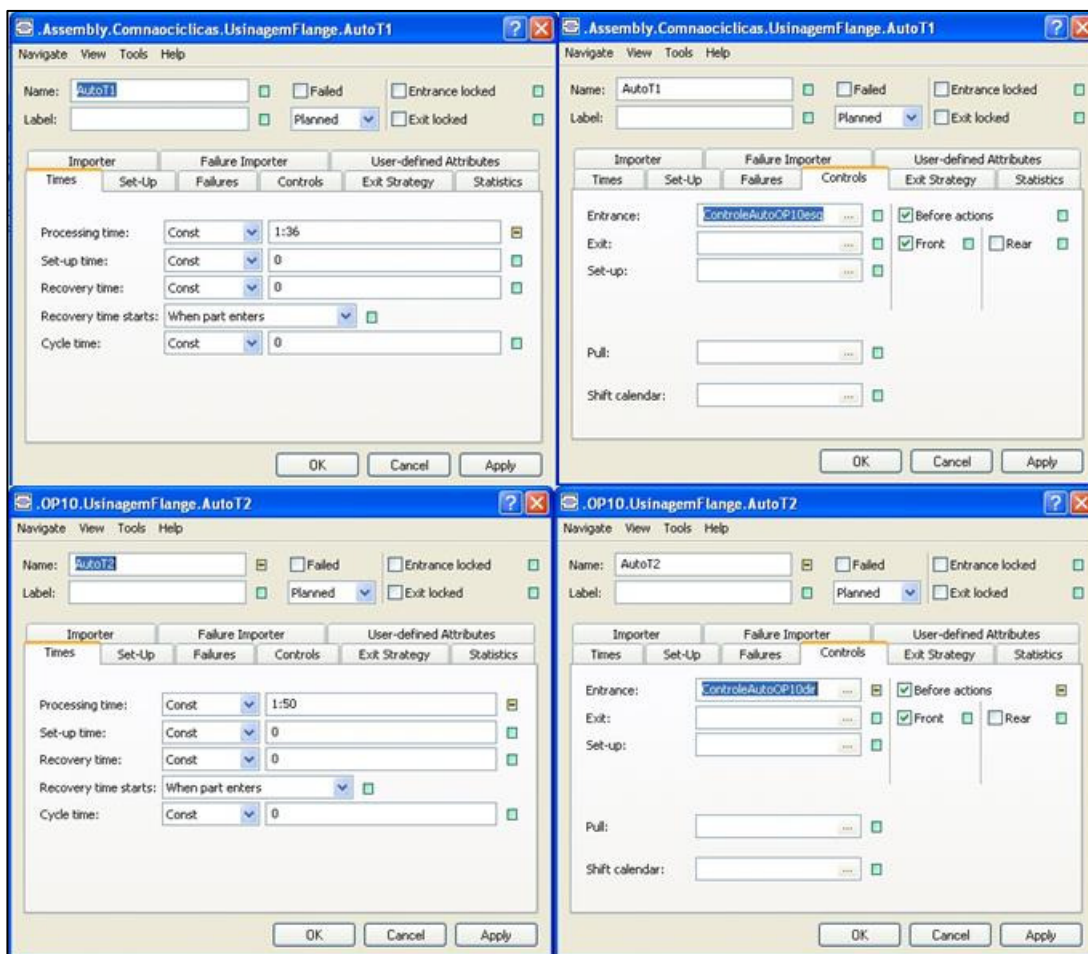 .Assembly.Comnaociclicas.UsinagemFlange.AutoT1
Navigate View Tools Help
Name: AutoT1 Failed Entrance locked
Label: Planned Exit locked
Importer Failure Importer User-defined Attributes
Times Set-Up Failures Controls Exit Strategy Statistics
Processing time: Const 1:36
Set-up time: Const 0
Recovery time: Const 0
Recovery time starts: When part enters
Cycle time: Const 0
OK Cancel Apply
.Assembly.Comnaociclicas.UsinagemFlange.AutoT1
Navigate View Tools Help
Name: AutoT1 Failed Entrance locked
Label: Planned Exit locked
Importer Failure Importer User-defined Attributes
Times Set-Up Failures Controls Exit Strategy Statistics
Entrance: ControleAutoOP10esq ... Before actions
Exit: ... Front Rear
Set-up: ...
Pull: ...
Shift calendar: ...
OK Cancel Apply
.OP10.UsinagemFlange.AutoT2
Navigate View Tools Help
Name: AutoT2 Failed Entrance locked
Label: Planned Exit locked
Importer Failure Importer User-defined Attributes
Times Set-Up Failures Controls Exit Strategy Statistics
Processing time: Const 1:50
Set-up time: Const 0
Recovery time: Const 0
Recovery time starts: When part enters
Cycle time: Const 0
OK Cancel Apply
.OP10.UsinagemFlange.AutoT2
Navigate View Tools Help
Name: AutoT2 Failed Entrance locked
Label: Planned Exit locked
Importer Failure Importer User-defined Attributes
Times Set-Up Failures Controls Exit Strategy Statistics
Entrance: ControleAutoOP10dir ... Before actions
Exit: ... Front Rear
Set-up: ...
Pull: ...
Shift calendar: ...
OK Cancel Apply